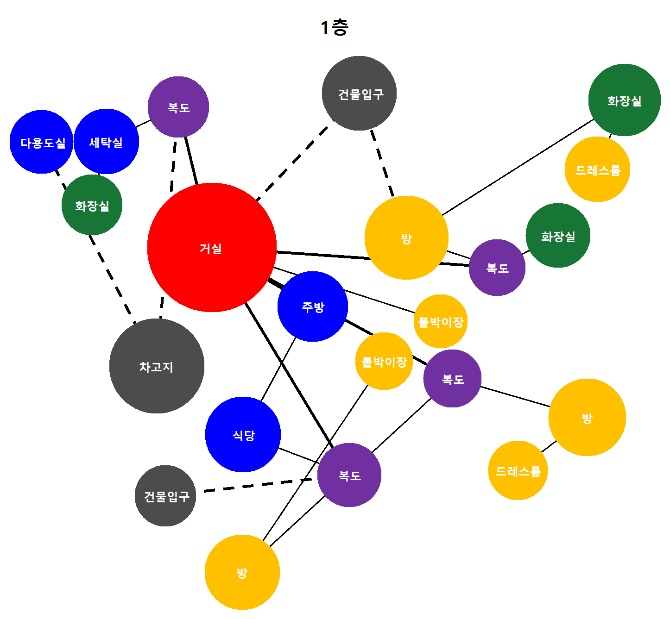 1층
건물입구
화장실
복도
다용도실
세탁실
드레스룸
화장실
방
화장실
거실
복도
주방
붙박이장
붙박이장
차고지
복도
방
식당
드레스룸
복도
건물입구
방